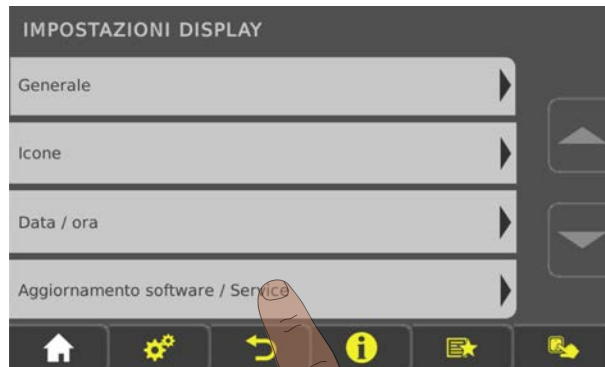 IMPOSTAZIONI DISPLAY
Generale
Icone
Data / ora
Aggiornamento software / Service